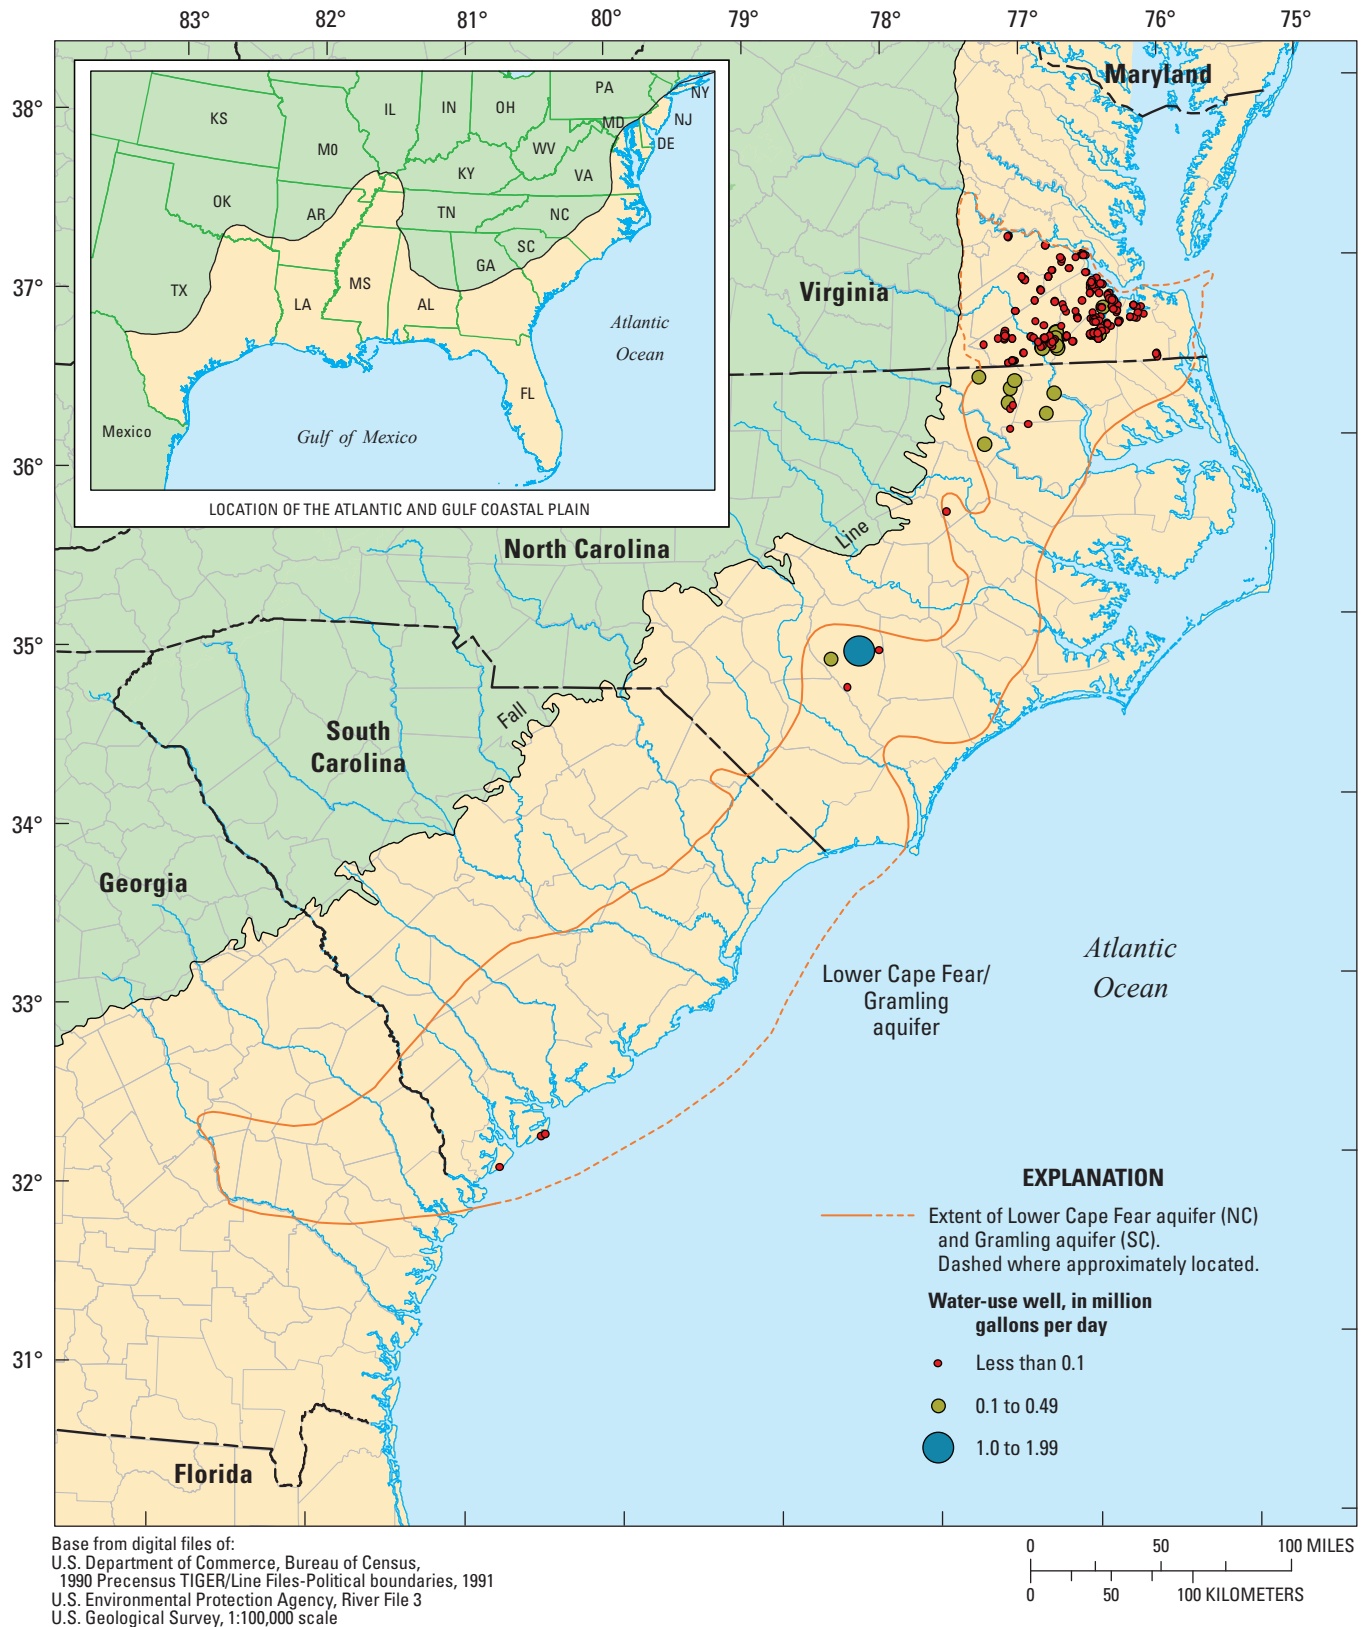 83° 82° 81° 80° 79° 78° 77° 76° 75°
38°
37°
36°
35°
34°
33°
32°
31°
KS
MO
IL
IN
OH
PA
NY
NJ
MD
DE
WV
VA
KY
OK
AR
TN
NC
SC
TX
LA
MS
AL
GA
FL
Mexico
Gulf of Mexico
Atlantic
Ocean
LOCATION OF THE ATLANTIC AND GULF COASTAL PLAIN
Maryland
Virginia
North Carolina
Line
Fall
South
Carolina
Georgia
Florida
Atlantic
Ocean
Lower Cape Fear/
Gramling
aquifer
EXPLANATION
Extent of Lower Cape Fear aquifer (NC)
and Gramling aquifer (SC).
Dashed where approximately located.
Water-use well, in million
gallons per day
Less than 0.1
0.1 to 0.49
1.0 to 1.99
Base from digital files of:
U.S. Department of Commerce, Bureau of Census,
1990 Precensus TIGER/Line Files-Political boundaries, 1991
U.S. Environmental Protection Agency, River File 3
U.S. Geological Survey, 1:100,000 scale
0 50 100 MILES
0 50 100 KILOMETERS